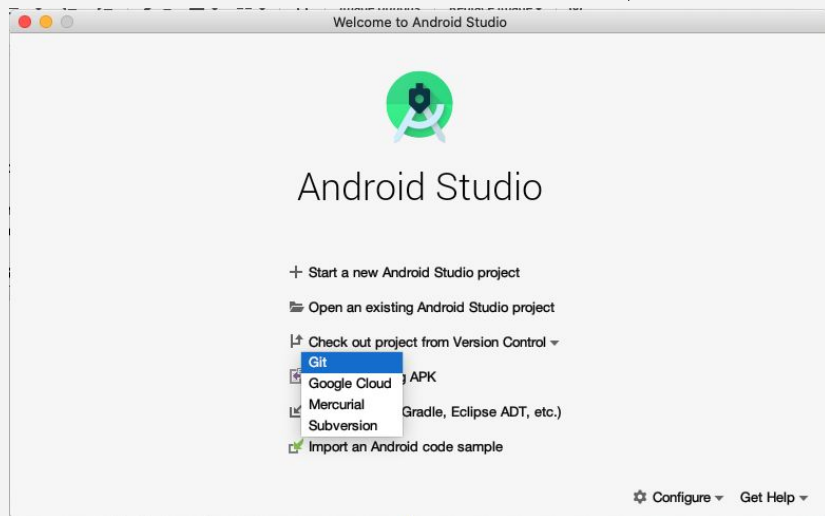 Welcome to Android Studio
Android Studio
Start a new Android Studio project
Open an existing Android Studio project
Check out project from Version Control
Git
Google Cloud
APK
Mercurial
Gradle, Eclipse ADT, etc.)
Subversion
Import an Android code sample
Configure
Get Help